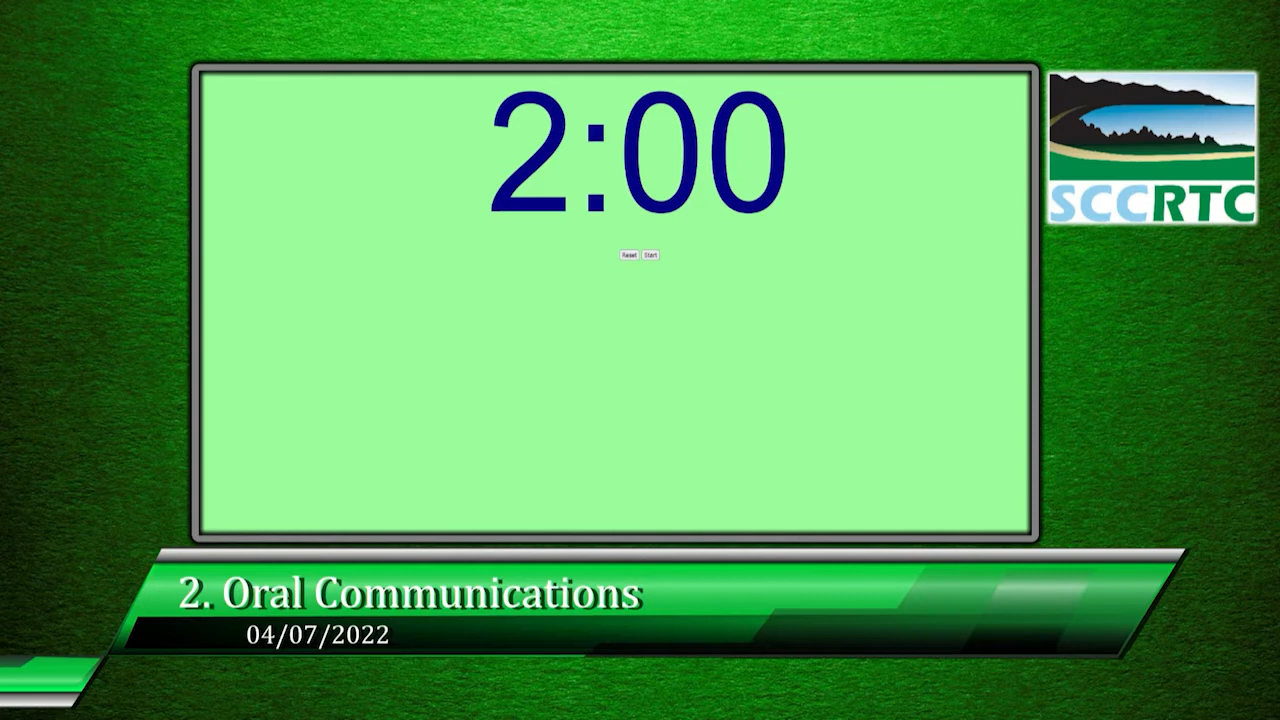 2:00
Reset Start
SCCRTC
2. Oral Communications
04/07/2022